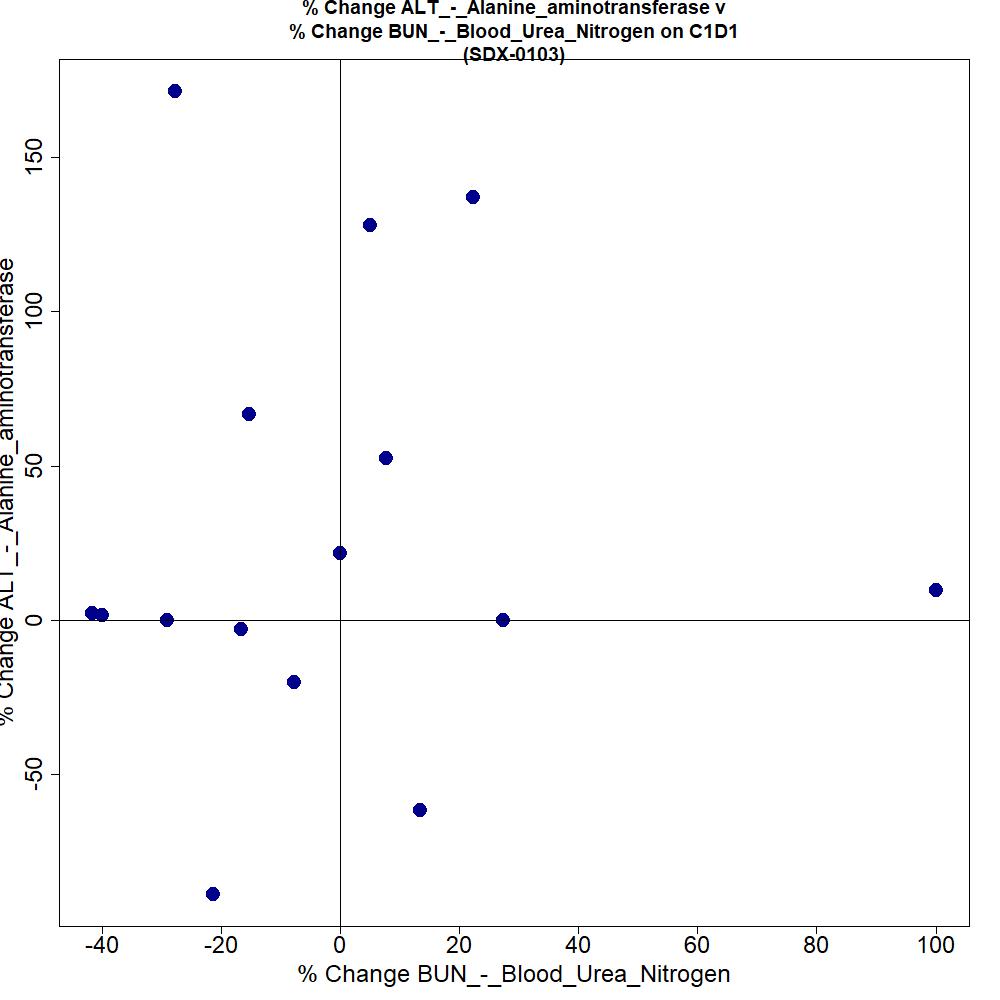 % Change ALT_-_Alanine_aminotransferase v
% Change BUN_-_Blood_Urea_Nitrogen on C1D1
(SDX-0103)
% Change ALT_-_Alanine_aminotransferase
150
100
50
0
-50
-40 -20 0 20 40 60 80 100
% Change BUN_-_Blood_Urea_Nitrogen